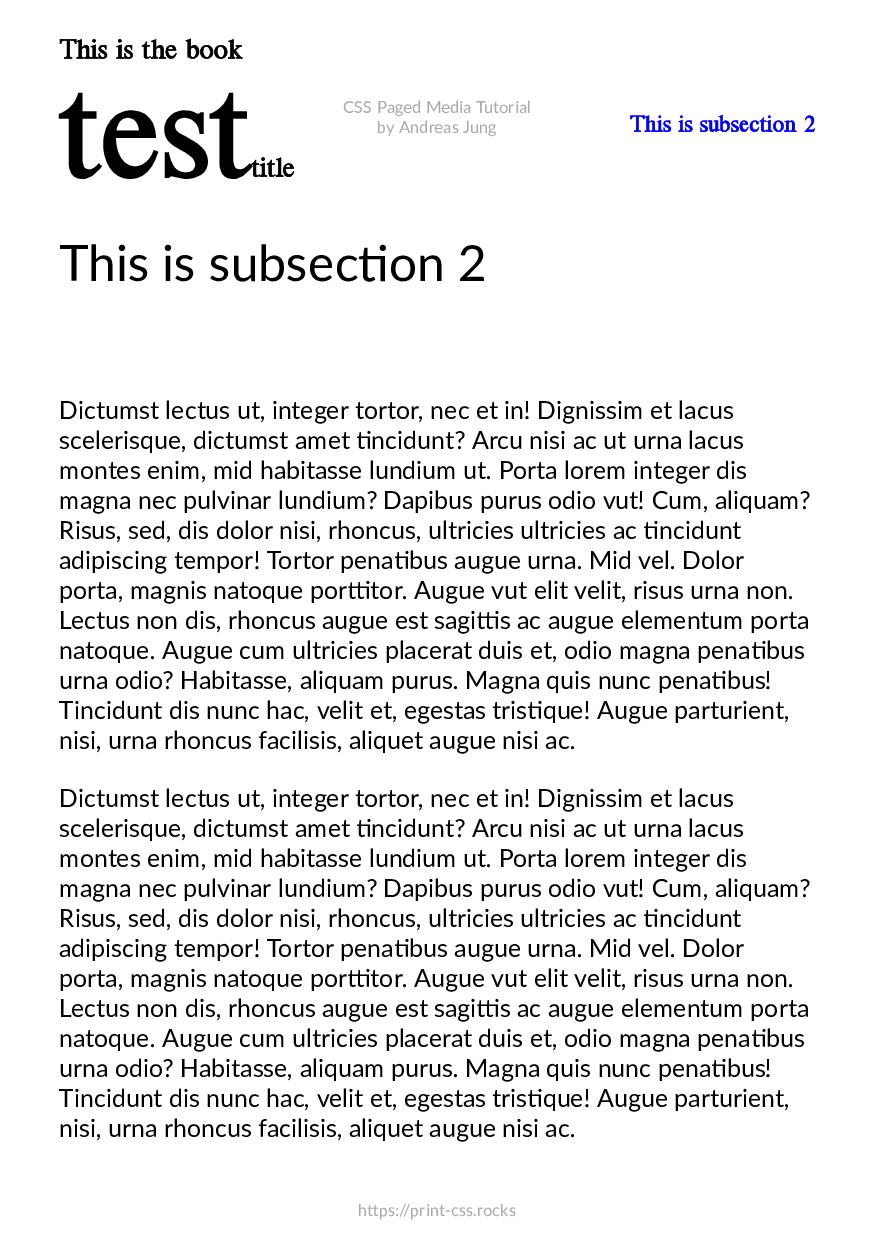 This is the book
testtitle
CSS Paged Media Tutorial
by Andreas Jung
This is subsection 2
This is subsection 2
Dictumst lectus ut, integer tortor, nec et in! Dignissim et lacus
scelerisque, dictumst amet tincidunt? Arcu nisi ac ut urna lacus
montes enim, mid habitasse lundium ut. Porta lorem integer dis
magna nec pulvinar lundium? Dapibus purus odio vut! Cum, aliquam?
Risus, sed, dis dolor nisi, rhoncus, ultricies ultricies ac tincidunt
adipiscing tempor! Tortor penatibus augue urna. Mid vel. Dolor
porta, magnis natoque porttitor. Augue vut elit velit, risus urna non.
Lectus non dis, rhoncus augue est sagittis ac augue elementum porta
natoque. Augue cum ultricies placerat duis et, odio magna penatibus
urna odio? Habitasse, aliquam purus. Magna quis nunc penatibus!
Tincidunt dis nunc hac, velit et, egestas tristique! Augue parturient,
nisi, urna rhoncus facilisis, aliquet augue nisi ac.
Dictumst lectus ut, integer tortor, nec et in! Dignissim et lacus
scelerisque, dictumst amet tincidunt? Arcu nisi ac ut urna lacus
montes enim, mid habitasse lundium ut. Porta lorem integer dis
magna nec pulvinar lundium? Dapibus purus odio vut! Cum, aliquam?
Risus, sed, dis dolor nisi, rhoncus, ultricies ultricies ac tincidunt
adipiscing tempor! Tortor penatibus augue urna. Mid vel. Dolor
porta, magnis natoque porttitor. Augue vut elit velit, risus urna non.
Lectus non dis, rhoncus augue est sagittis ac augue elementum porta
natoque. Augue cum ultricies placerat duis et, odio magna penatibus
urna odio? Habitasse, aliquam purus. Magna quis nunc penatibus!
Tincidunt dis nunc hac, velit et, egestas tristique! Augue parturient,
nisi, urna rhoncus facilisis, aliquet augue nisi ac.
https://print-css.rocks